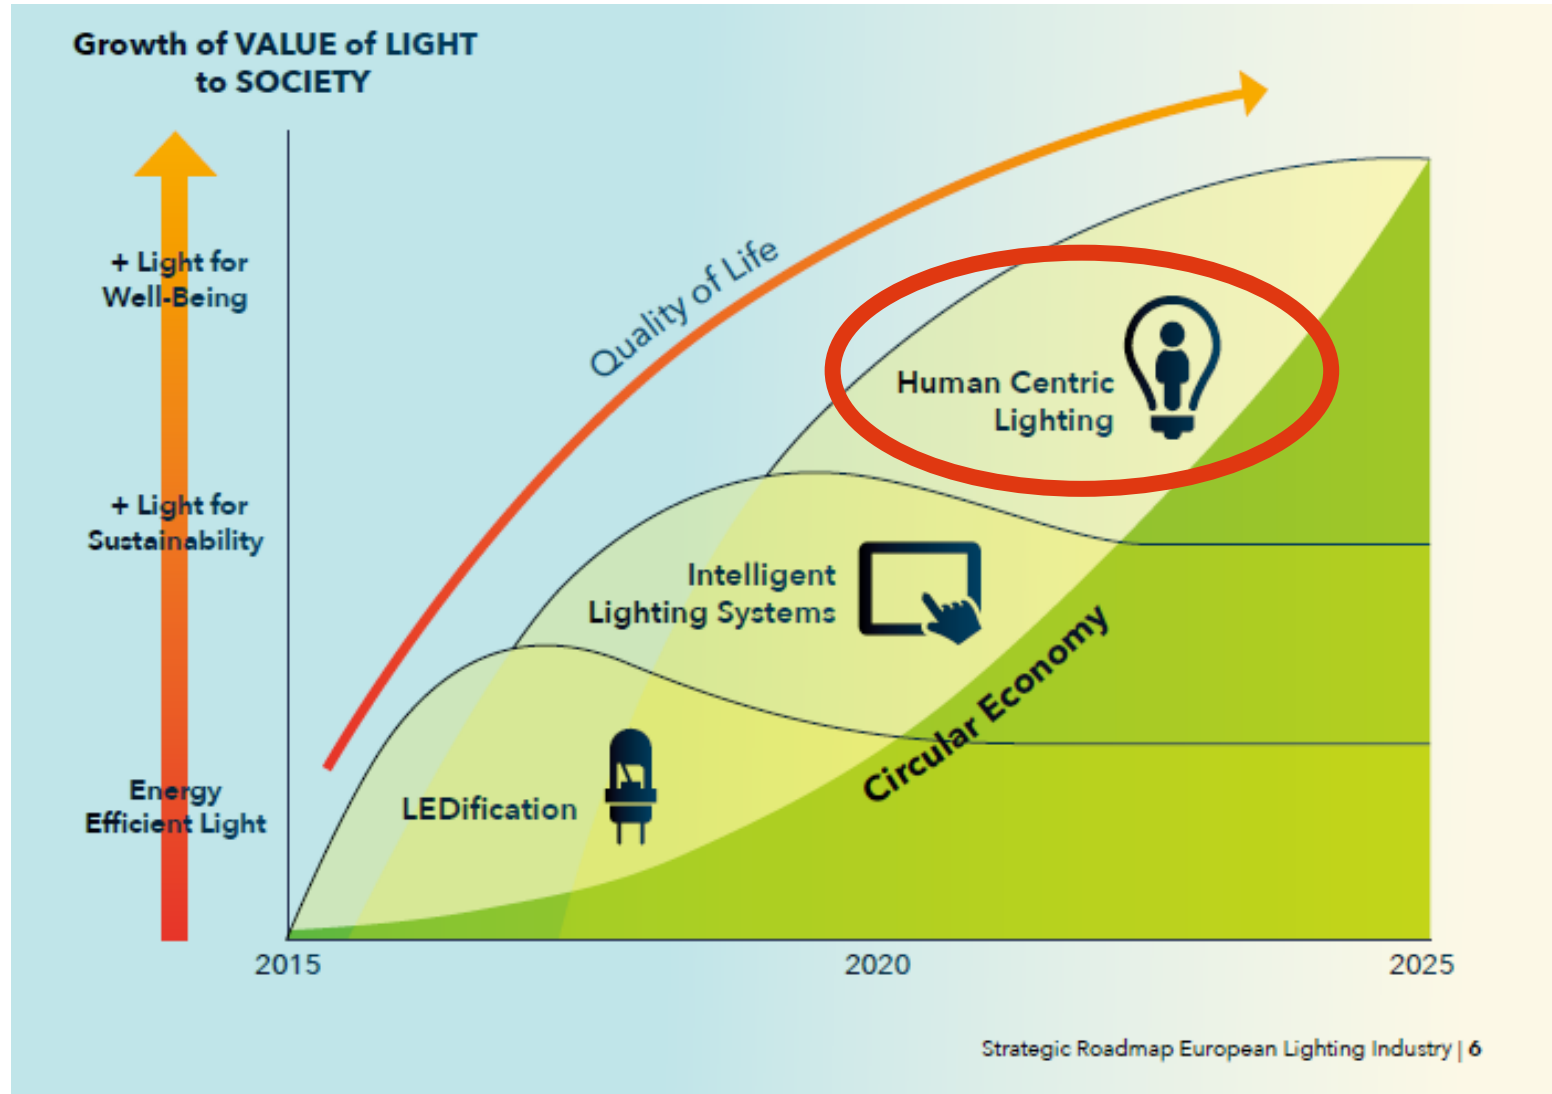 Growth of VALUE of LIGHT
to SOCIETY
+ Light for
Well-Being
+ Light for
Sustainability
Energy
Efficient Light
Quality of Life
Human Centric
Lighting
Intelligent
Lighting Systems
LEDification
Circular Economy
2015
2020
2025
Strategic Roadmap European Lighting Industry | 6